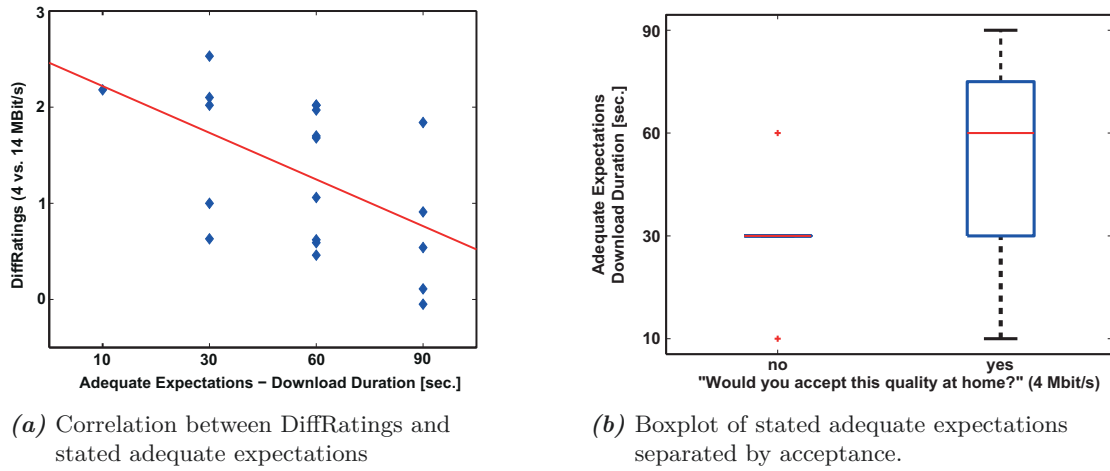 3
2
1
0
DiffRatings (4 vs. 14 MBit/s)
10 30 60 90
Adequate Expectations − Download Duration [sec.]
(a) Correlation between DiffRatings and
stated adequate expectations
90
60
30
10
Adequate Expectations
Download Duration [sec.]
no yes
"Would you accept this quality at home?" (4 Mbit/s)
(b) Boxplot of stated adequate expectations
separated by acceptance.